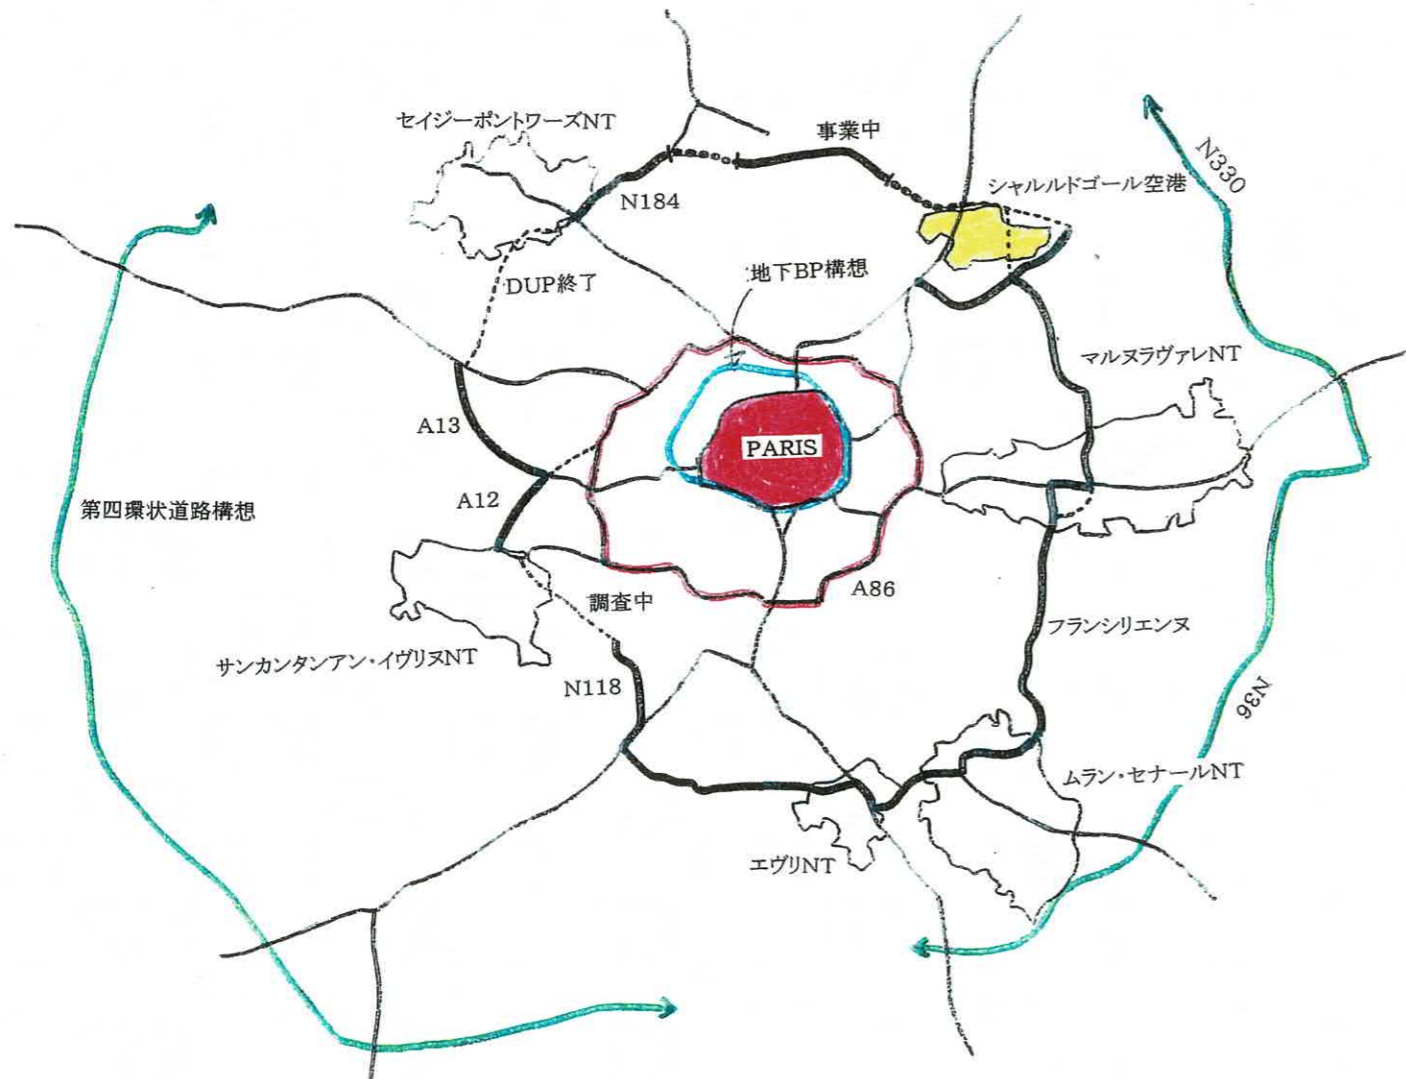 セイジーポントワーズNT
事業中
N330
シャルルドゴール空港
N184
地下BP構想
DUP終了
マルヌラヴァレNT
A13
PARIS
A12
第四環状道路構想
調査中
A86
フランシリエンヌ
サンカンタンアン・イヴリヌNT
N118
N36
ムラン・セナールNT
エヴリNT